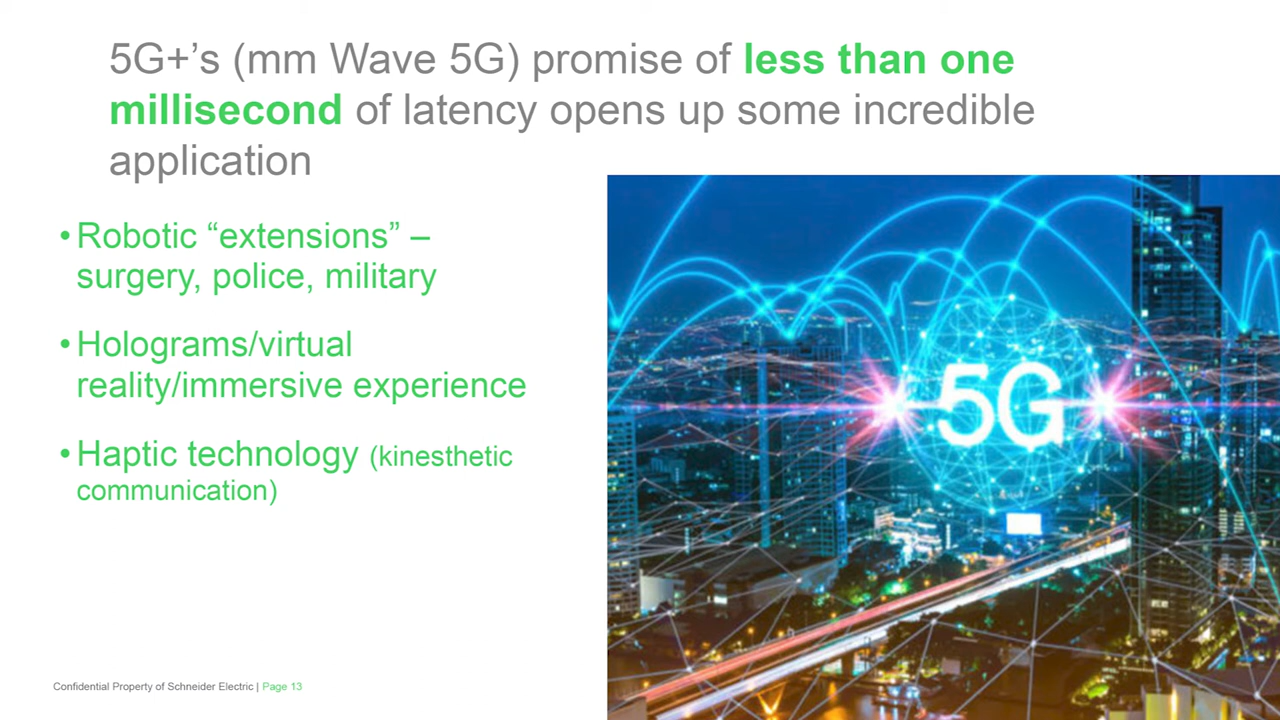 5G+’s (mm Wave 5G) promise of less than one
millisecond of latency opens up some incredible
application
•Robotic “extensions” –
surgery, police, military
•Holograms/virtual
reality/immersive experience
•Haptic technology (kinesthetic
communication)
5G
Confidential Property of Schneider Electric | Page 13